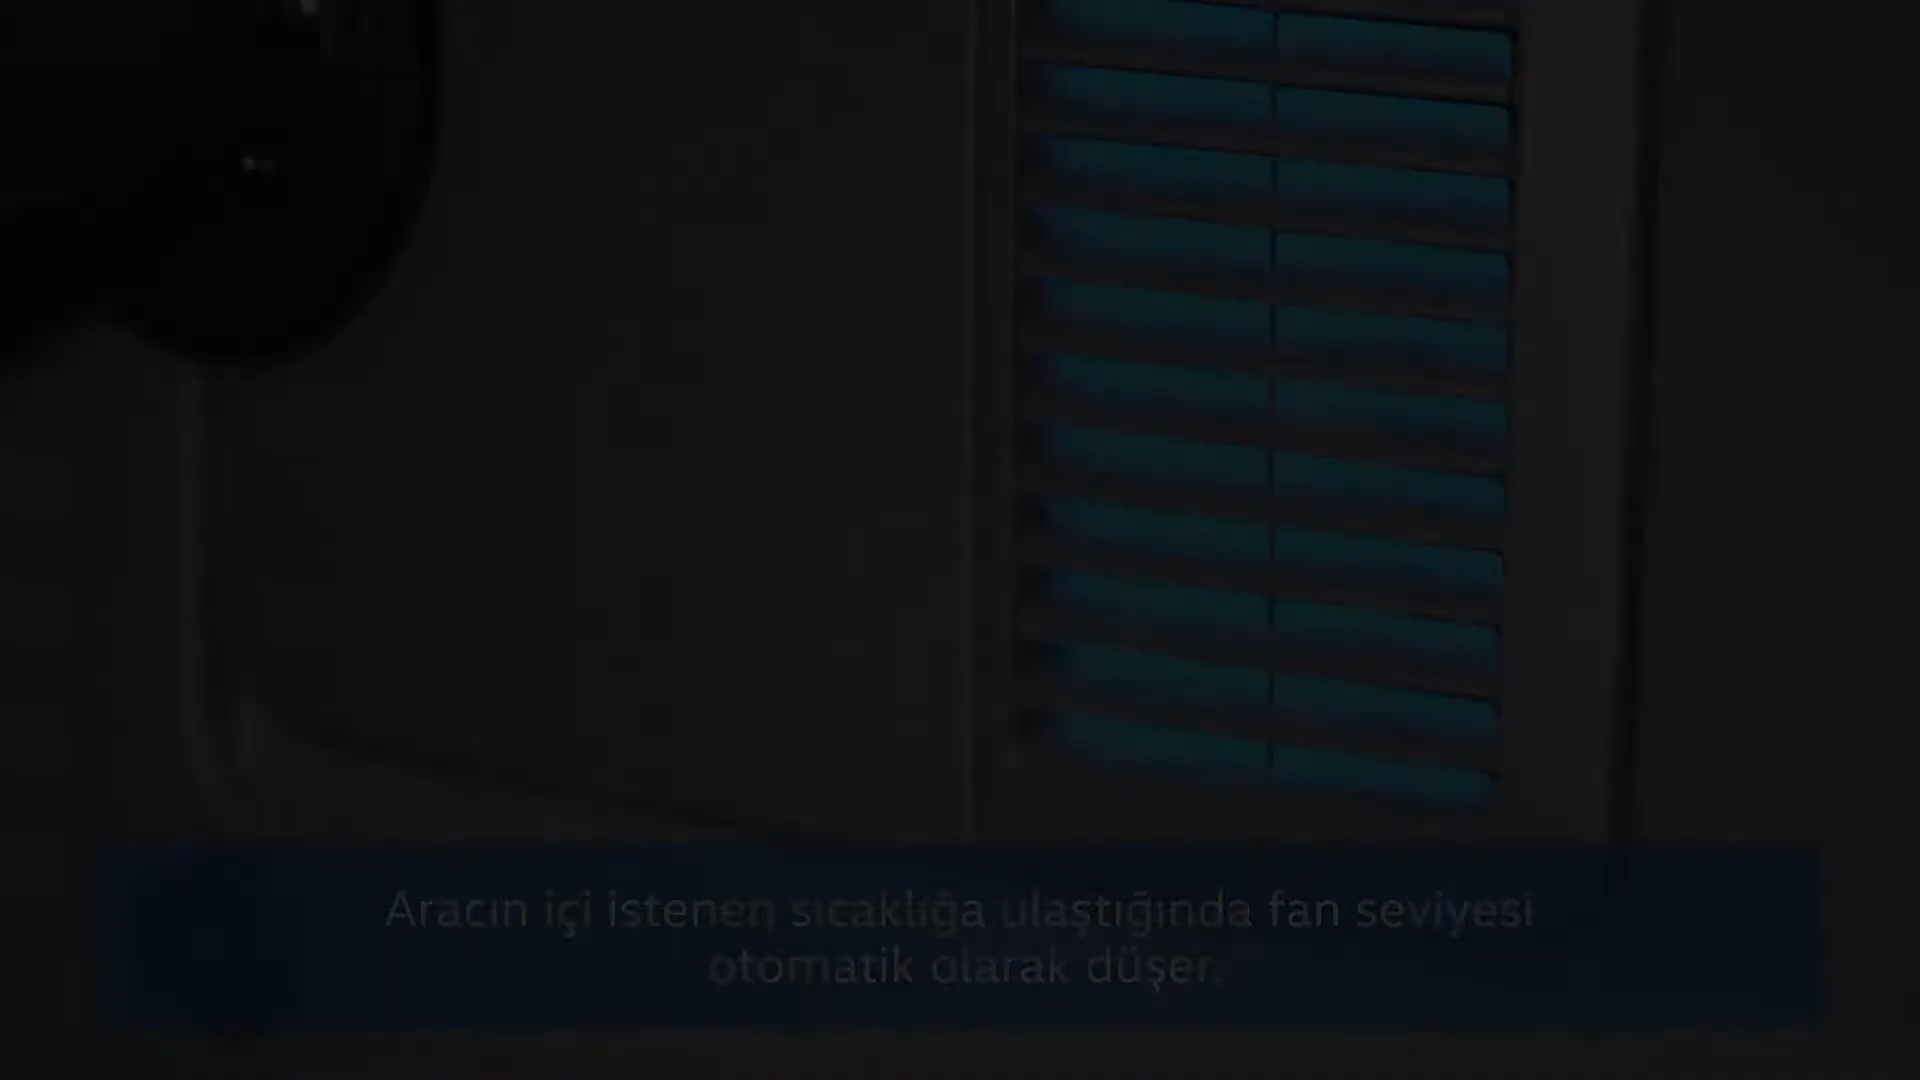 Aracın içi istenen sıcaklığa ulaştığında fan seviyesi
otomatik olarak düşer.